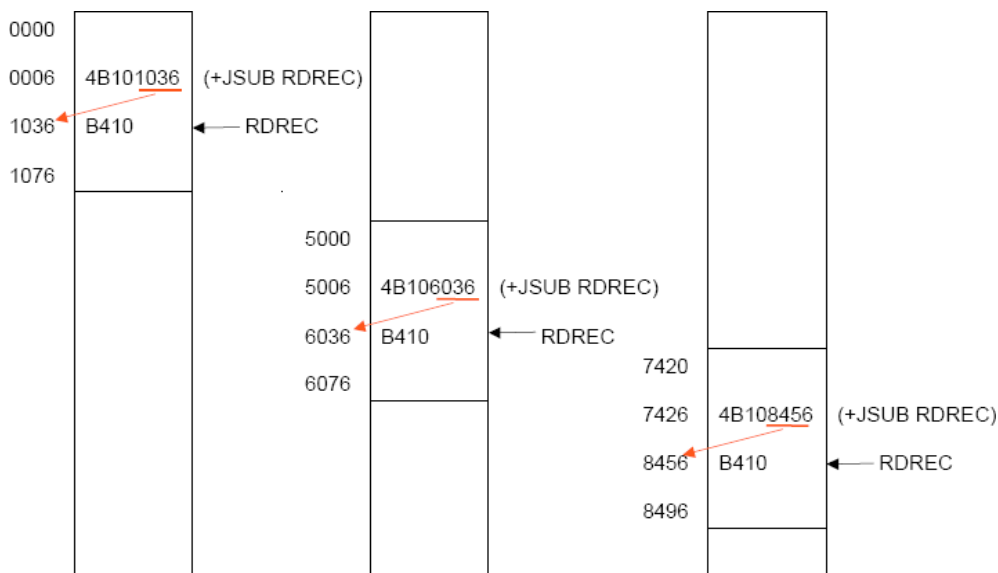 0000
0006 4B101036 (+JSUB RDREC)
1036 B410 RDREC
1076
5000
5006 4B106036 (+JSUB RDREC)
6036 B410 RDREC
6076
7420
7426 4B108456 (+JSUB RDREC)
8456 B410 RDREC
8496